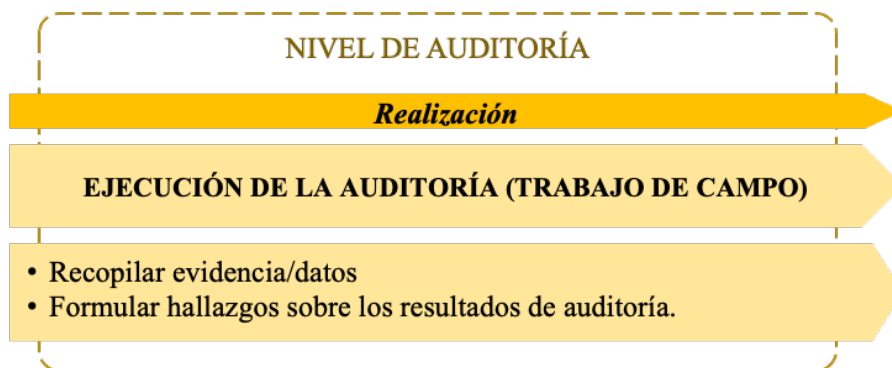 NIVEL DE AUDITORÍA
Realización
EJECUCIÓN DE LA AUDITORÍA (TRABAJO DE CAMPO)
• Recopilar evidencia/datos
• Formular hallazgos sobre los resultados de auditoría.